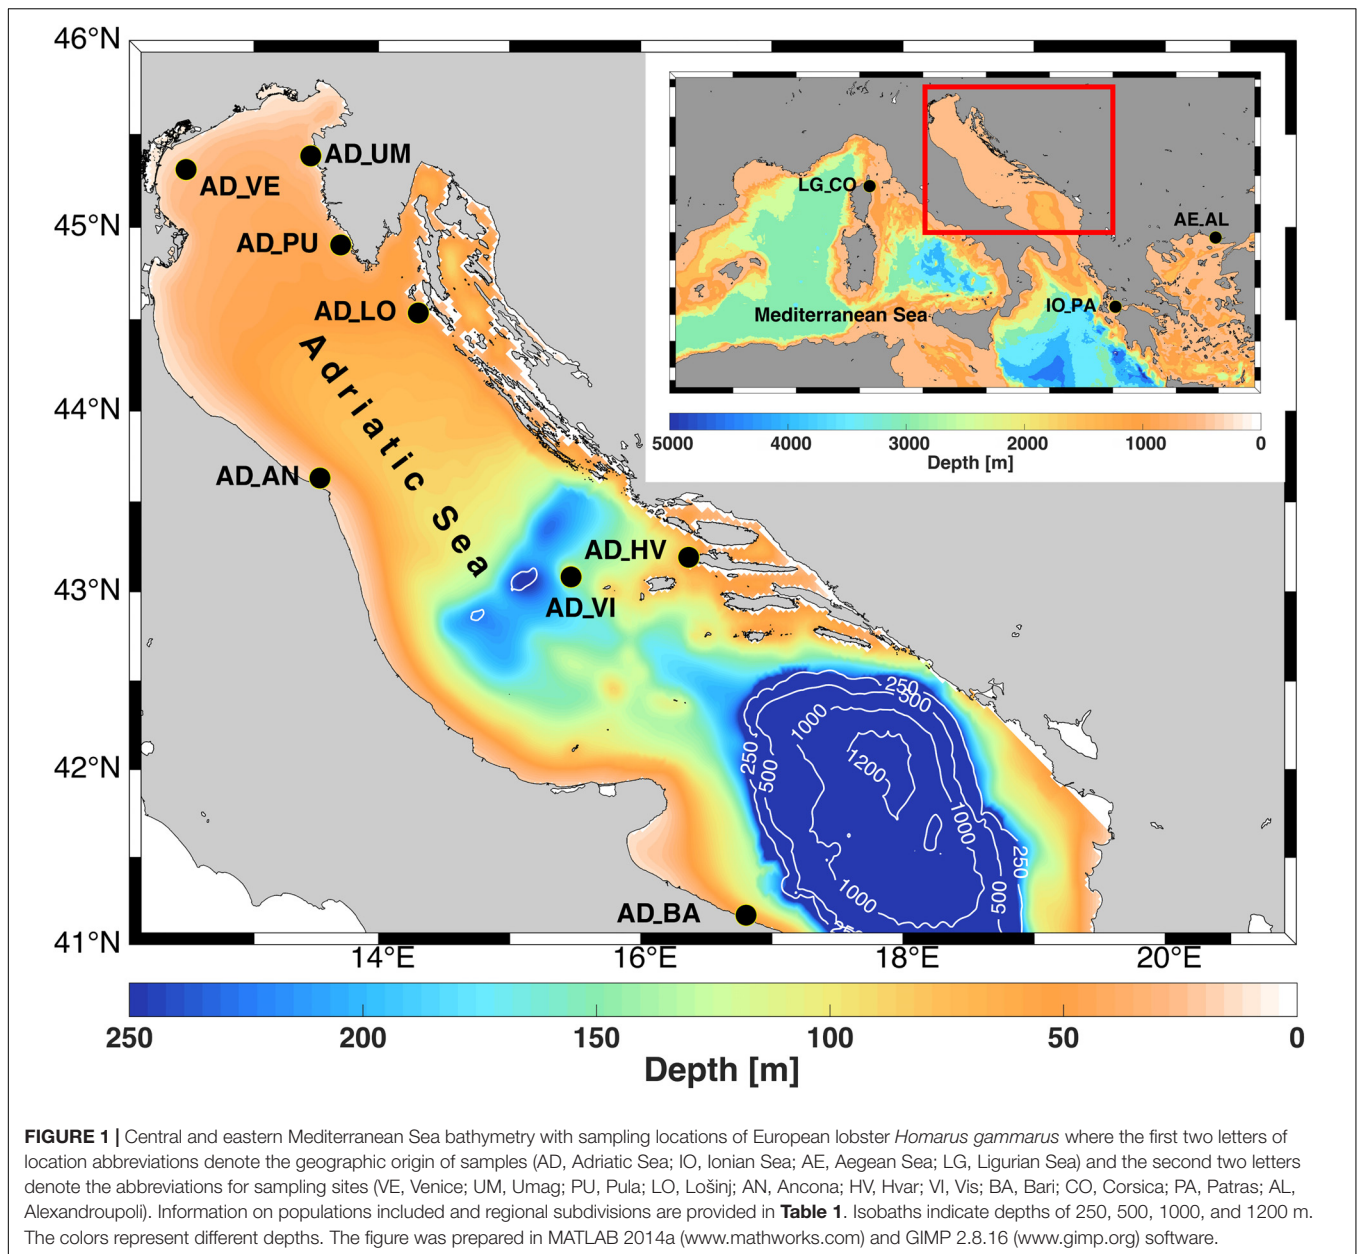 46°N
45°N
44°N
43°N
42°N
41°N
14°E
16°E
18°E
20°E
AD_VE
AD_UM
AD_PU
AD_LO
AD_AN
AD_HV
AD_VI
AD_BA
Adriatic Sea
250
500
1000
1200
250
500
1000
1000
250
500
250
LG_CO
AE_AL
IO_PA
Mediterranean Sea
5000 4000 3000 2000 1000 0
Depth [m]
250 200 150 100 50 0
Depth [m]
FIGURE 1 | Central and eastern Mediterranean Sea bathymetry with sampling locations of European lobster Homarus gammarus where the first two letters of
location abbreviations denote the geographic origin of samples (AD, Adriatic Sea; IO, Ionian Sea; AE, Aegean Sea; LG, Ligurian Sea) and the second two letters
denote the abbreviations for sampling sites (VE, Venice; UM, Umag; PU, Pula; LO, Lošinj; AN, Ancona; HV, Hvar; VI, Vis; BA, Bari; CO, Corsica; PA, Patras; AL,
Alexandroupoli). Information on populations included and regional subdivisions are provided in Table 1. Isobaths indicate depths of 250, 500, 1000, and 1200 m.
The colors represent different depths. The figure was prepared in MATLAB 2014a (www.mathworks.com) and GIMP 2.8.16 (www.gimp.org) software.